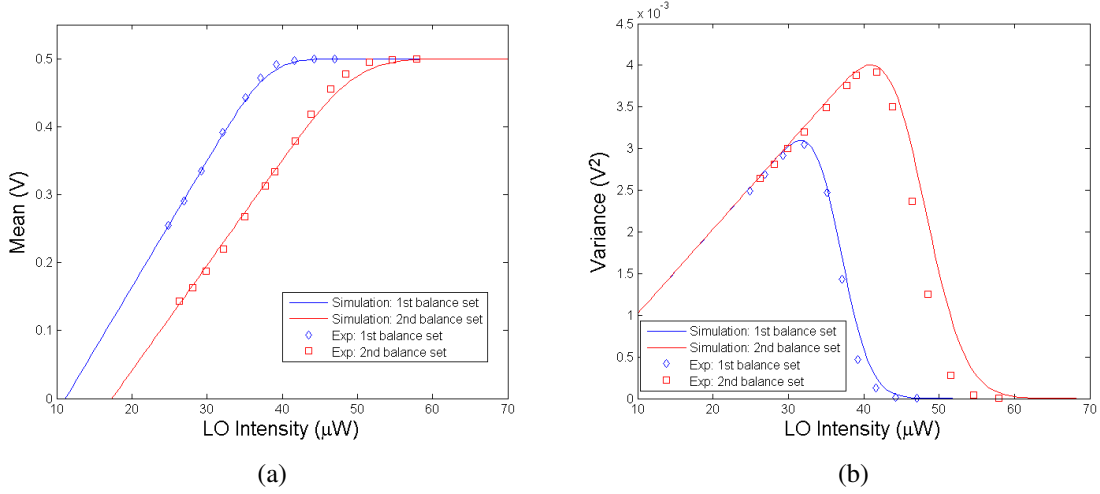 0.5
0.4
0.3
0.2
0.1
0
10 20 30 40 50 60 70
Mean (V)
LO Intensity (μW)
Simulation: 1st balance set
Simulation: 2nd balance set
Exp: 1st balance set
Exp: 2nd balance set
(a)
x 10⁻³
4.5
4
3.5
3
2.5
2
1.5
1
0.5
0
10 20 30 40 50 60 70
Variance (V²)
LO Intensity (μW)
Simulation: 1st balance set
Simulation: 2nd balance set
Exp: 1st balance set
Exp: 2nd balance set
(b)